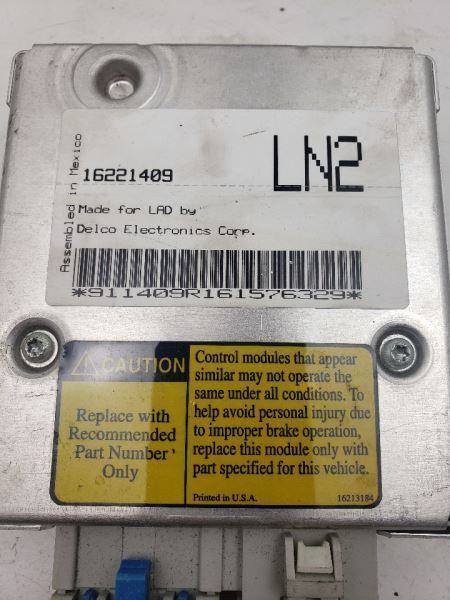 Assembled in Mexico
16221409
LN2
Made for LAD by
Delco Electronics Corp.
*911409R161576329*
CAUTION
Replace with
Recommended
Part Number
Only
Control modules that appear
similar may not operate the
same under all conditions. To
help avoid personal injury due
to improper brake operation,
replace this module only with
part specified for this vehicle.
Printed in U.S.A.
16213184